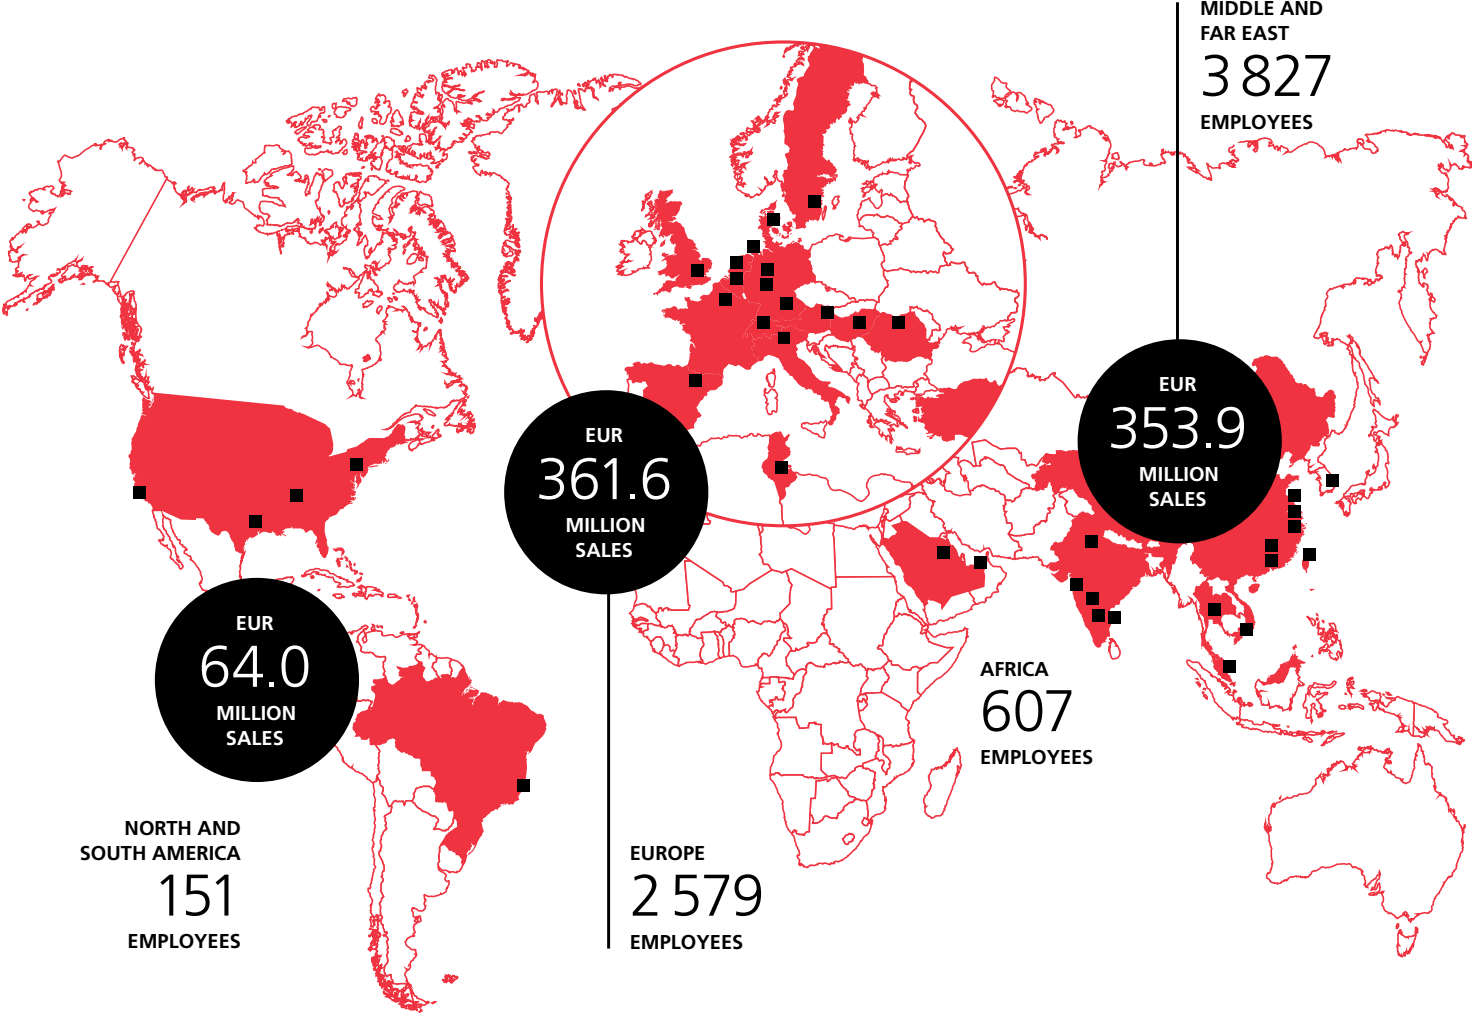 MIDDLE AND
FAR EAST
3 827
EMPLOYEES
EUR
353.9
MILLION
SALES
EUR
361.6
MILLION
SALES
EUR
64.0
MILLION
SALES
AFRICA
607
EMPLOYEES
NORTH AND
SOUTH AMERICA
151
EMPLOYEES
EUROPE
2 579
EMPLOYEES